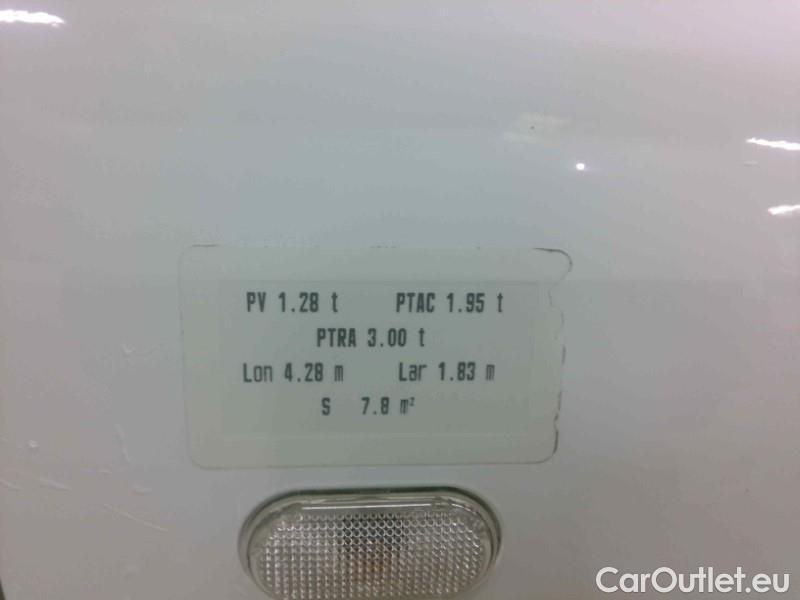 PV 1.28 t PTAC 1.95 t
PTRA 3.00 t
Lon 4.28 m Lar 1.83 m
S 7.8 m²
CarOutlet.eu